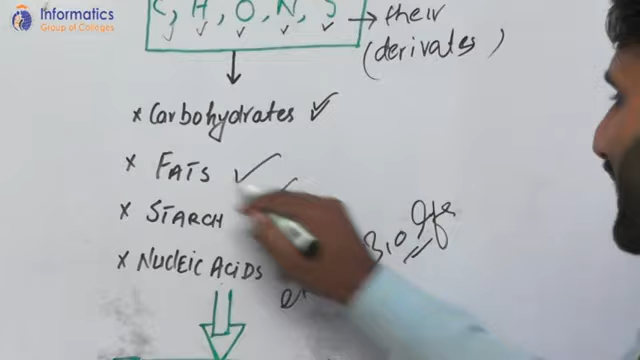 Informatics
Group of Colleges
C, H, O, N, S → their
(derivates)
× Carbohydrates ✓
× FATS ✓
× STARCH
× NUCLEIC ACIDS